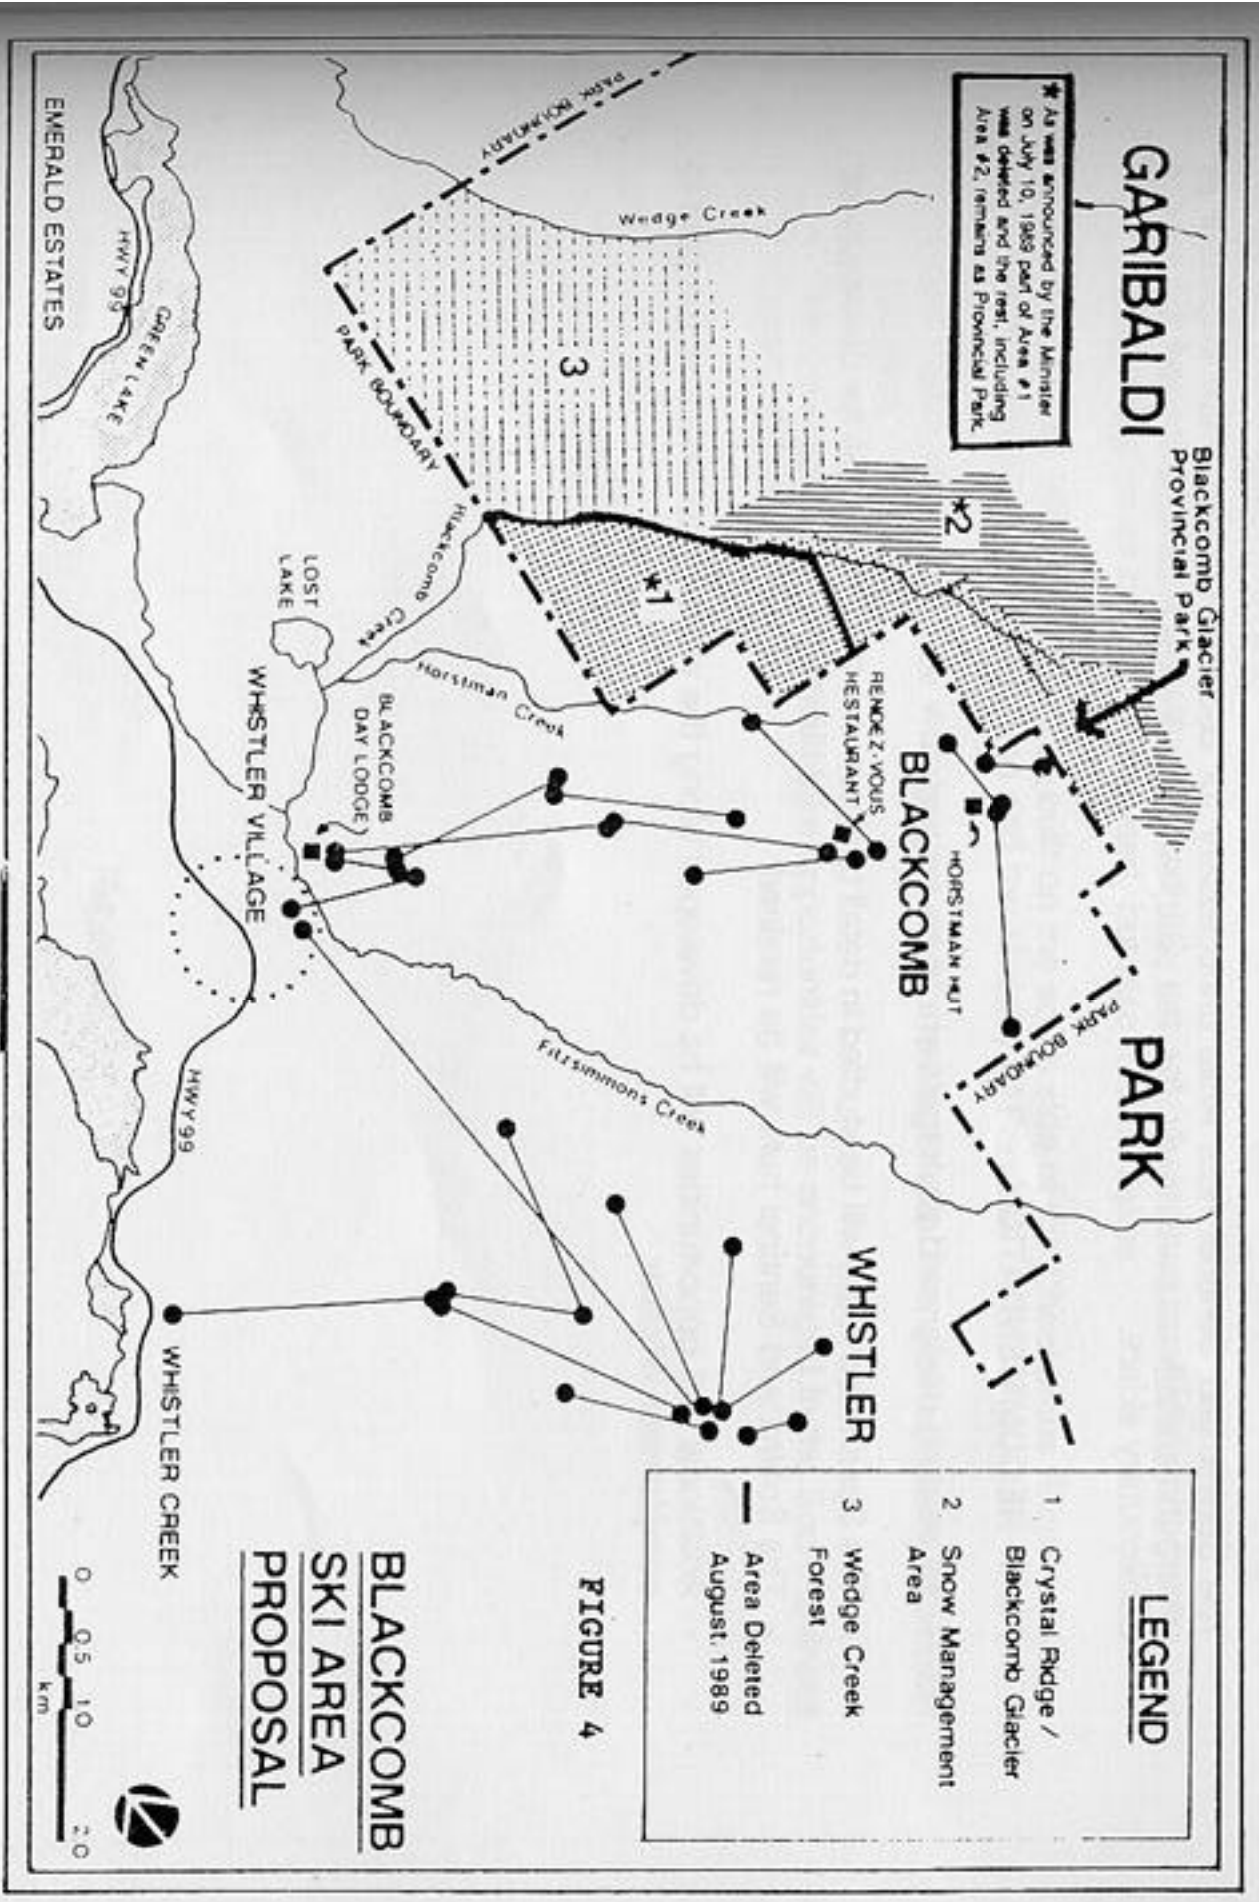 GARIBALDI
PARK
* As was announced by the Minister
on July 10, 1989 part of Area #1
was deleted and the rest, including
Area #2, remains as Provincial Park.
Blackcomb Glacier
Provincial Park
PARK BOUNDARY
Wedge Creek
3
*2
*1
PARK BOUNDARY
Blackcomb Creek
Horstman Creek
RENDEZ-VOUS
RESTAURANT
BLACKCOMB
HORSTMAN HUT
PARK BOUNDARY
WHISTLER
Fitzsimmons Creek
BLACKCOMB
DAY LODGE
LOST
LAKE
WHISTLER VILLAGE
GREEN LAKE
HWY 99
EMERALD ESTATES
HWY 99
WHISTLER CREEK
LEGEND
1 Crystal Ridge /
Blackcomb Glacier
2 Snow Management
Area
3 Wedge Creek
Forest
Area Deleted
August. 1989
FIGURE 4
BLACKCOMB
SKI AREA
PROPOSAL
0 0.5 1.0 2.0
km